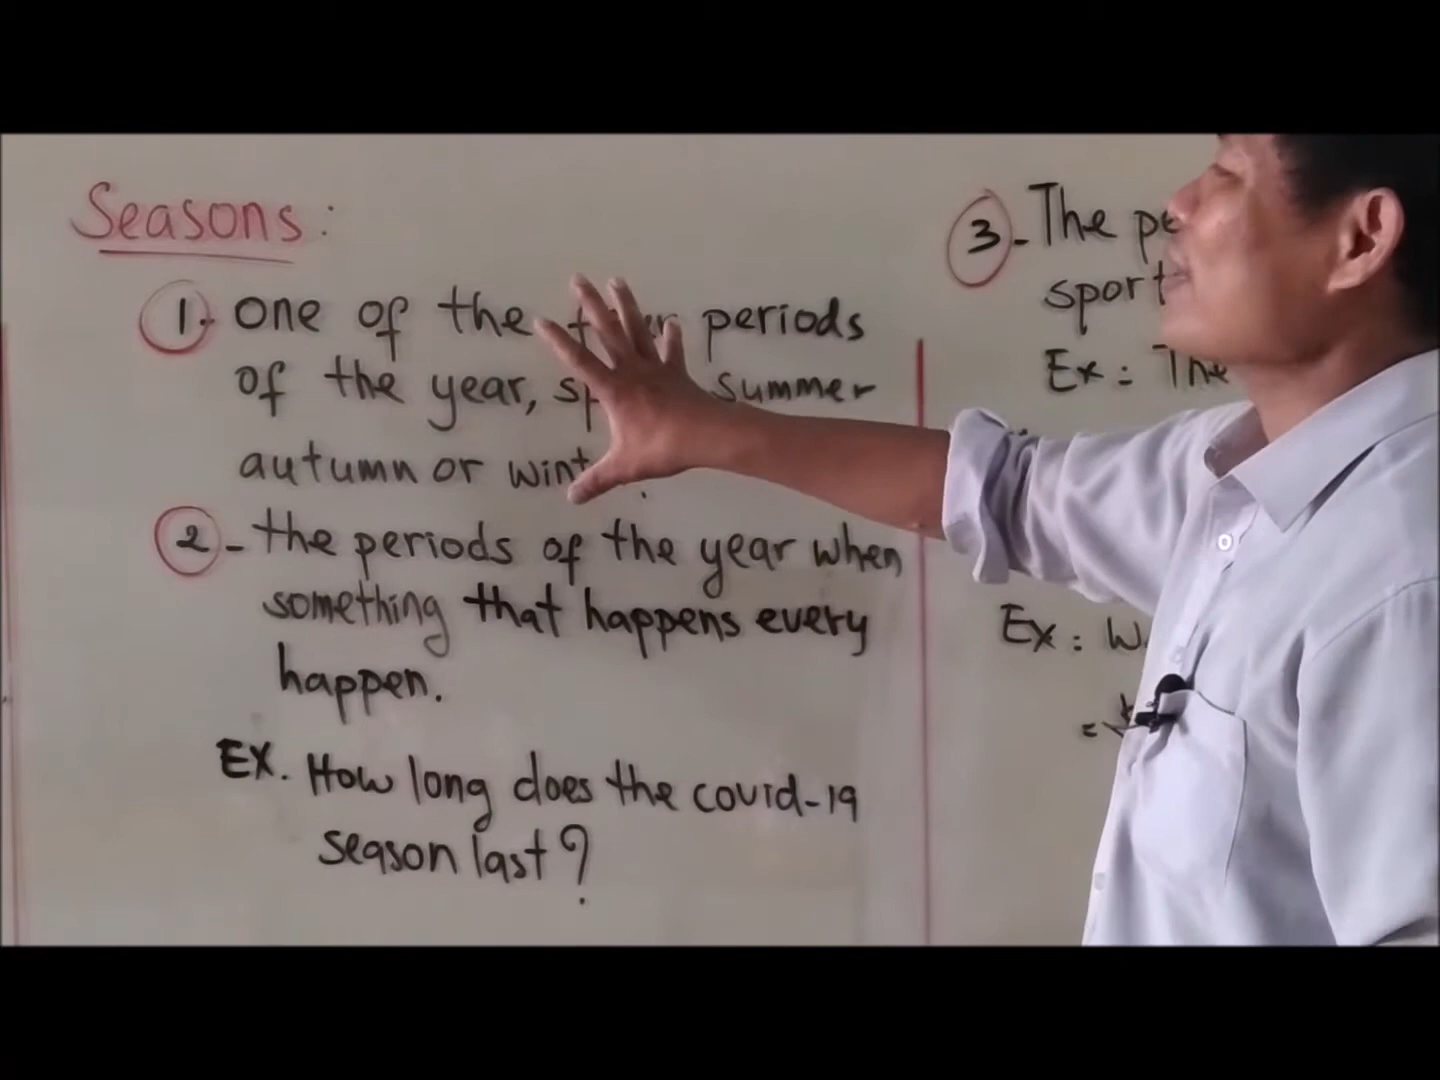 Seasons:
1- one of the periods
of the year, summer
autumn or
2- the periods of the year when
something that happens every
happen.
EX. How long does the covid-19
season last?
3- The
sport
Ex: The
Ex: